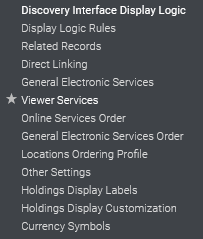 Discovery Interface Display Logic
Display Logic Rules
Related Records
Direct Linking
General Electronic Services
Viewer Services
Online Services Order
General Electronic Services Order
Locations Ordering Profile
Other Settings
Holdings Display Labels
Holdings Display Customization
Currency Symbols